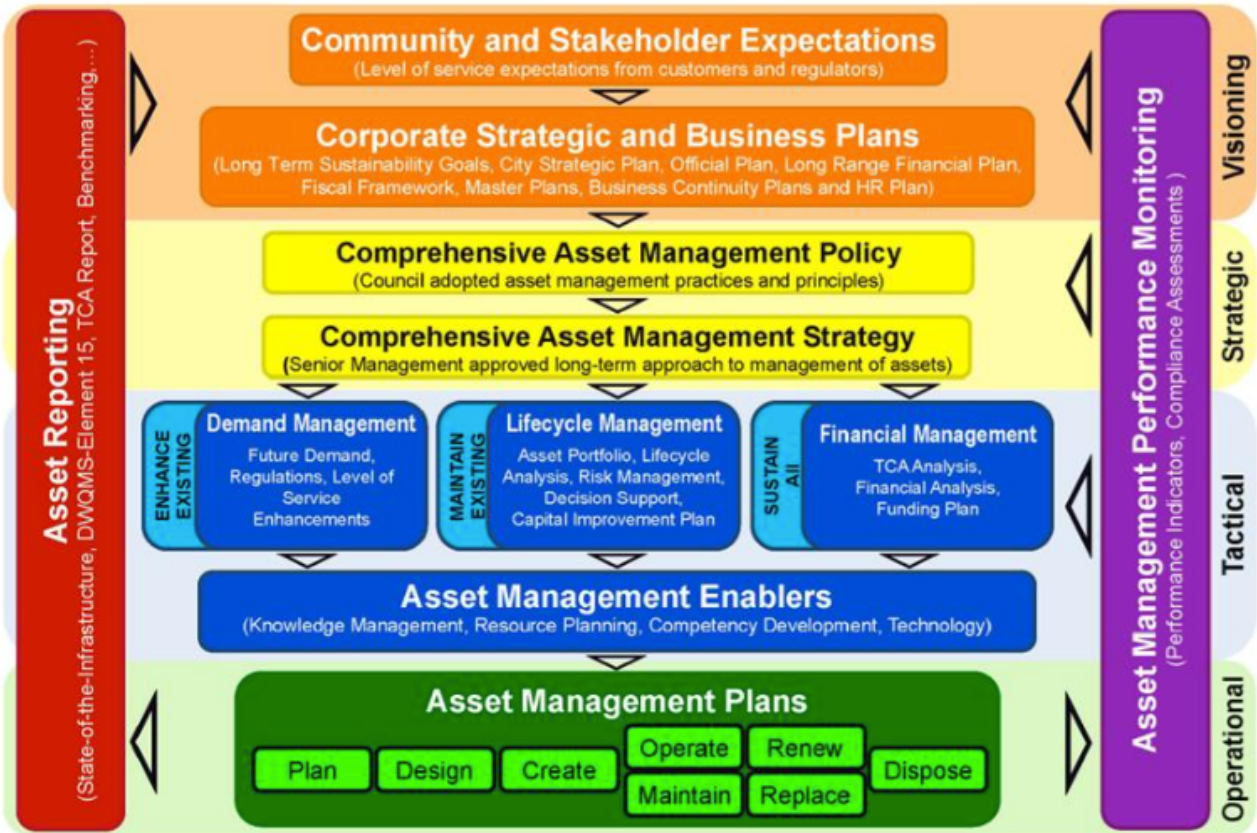 Community and Stakeholder Expectations
(Level of service expectations from customers and regulators)
Corporate Strategic and Business Plans
(Long Term Sustainability Goals, City Strategic Plan, Official Plan, Long Range Financial Plan,
Fiscal Framework, Master Plans, Business Continuity Plans and HR Plan)
Comprehensive Asset Management Policy
(Council adopted asset management practices and principles)
Comprehensive Asset Management Strategy
(Senior Management approved long-term approach to management of assets)
ENHANCE
EXISTING
Demand Management
Future Demand,
Regulations, Level of
Service
Enhancements
MAINTAIN
EXISTING
Lifecycle Management
Asset Portfolio, Lifecycle
Analysis, Risk Management,
Decision Support,
Capital Improvement Plan
SUSTAIN
All
Financial Management
TCA Analysis,
Financial Analysis,
Funding Plan
Asset Management Enablers
(Knowledge Management, Resource Planning, Competency Development, Technology)
Asset Management Plans
Plan
Design
Create
Operate
Maintain
Renew
Replace
Dispose
Asset Reporting
(State-of-the-Infrastructure, DWQMS-Element 15, TCA Report, Benchmarking,...)
Asset Management Performance Monitoring
(Performance Indicators, Compliance Assessments )
Visioning
Strategic
Tactical
Operational